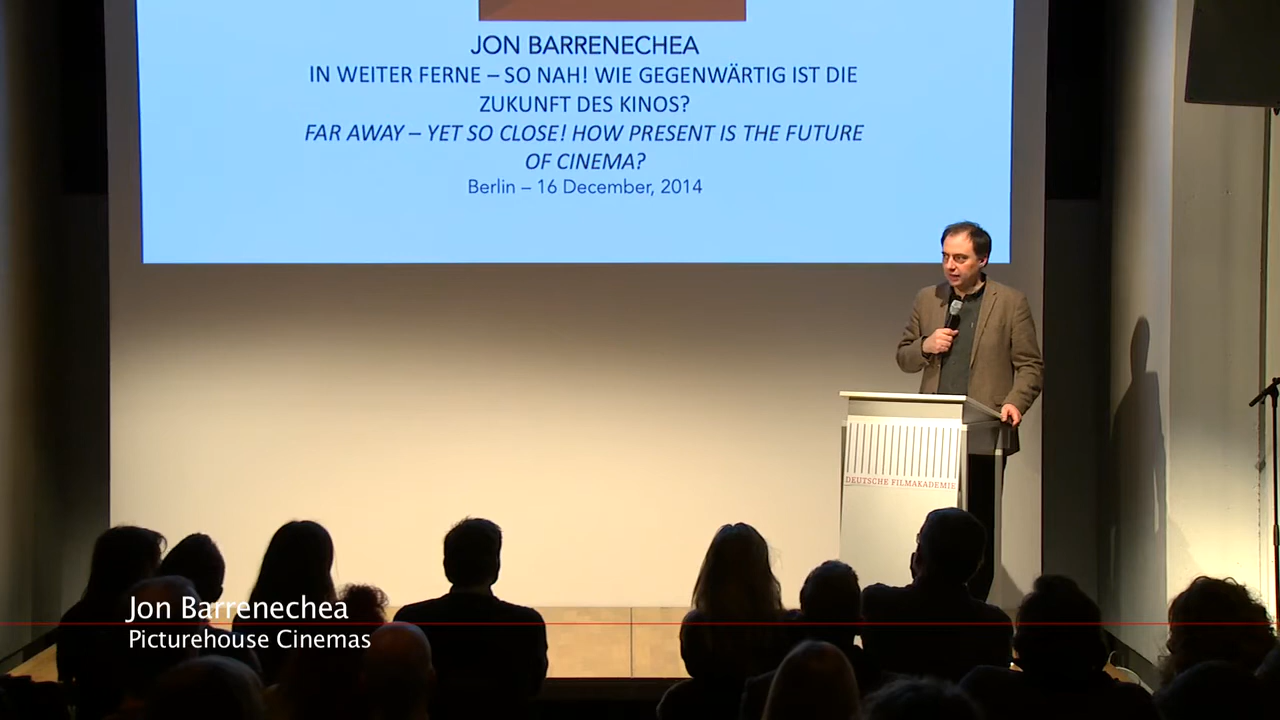 JON BARRENECHEA
IN WEITER FERNE – SO NAH! WIE GEGENWÄRTIG IST DIE
ZUKUNFT DES KINOS?
FAR AWAY – YET SO CLOSE! HOW PRESENT IS THE FUTURE
OF CINEMA?
Berlin – 16 December, 2014
DEUTSCHE FILMAKADEMIE
Jon Barrenechea
Picturehouse Cinemas